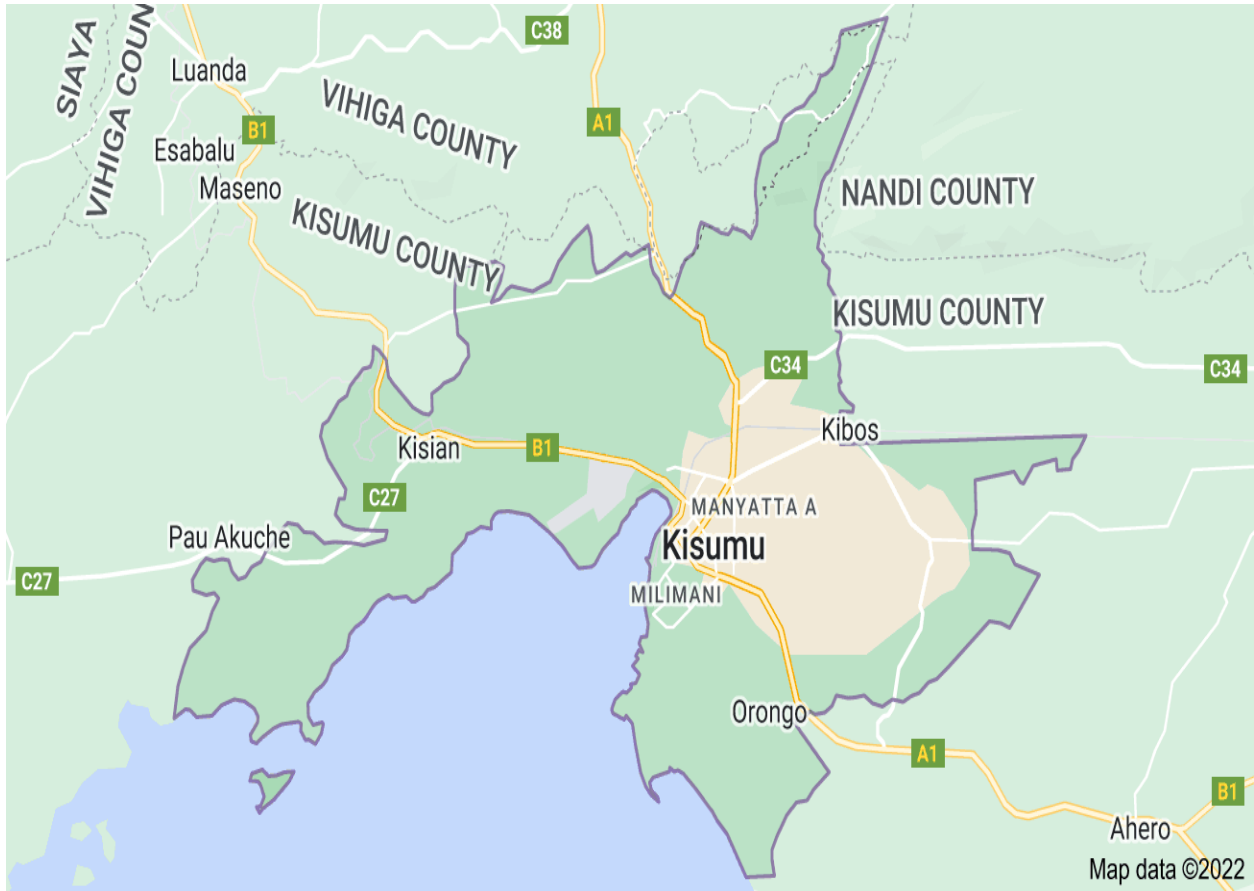 C38
SIAYA
VIHIGA COUN
Luanda
VIHIGA COUNTY
A1
B1
Esabalu
Maseno
NANDI COUNTY
KISUMU COUNTY
KISUMU COUNTY
C34
C34
Kibos
Kisian
B1
C27
MANYATTA A
Pau Akuche
Kisumu
C27
MILIMANI
Orongo
A1
B1
Ahero
Map data ©2022